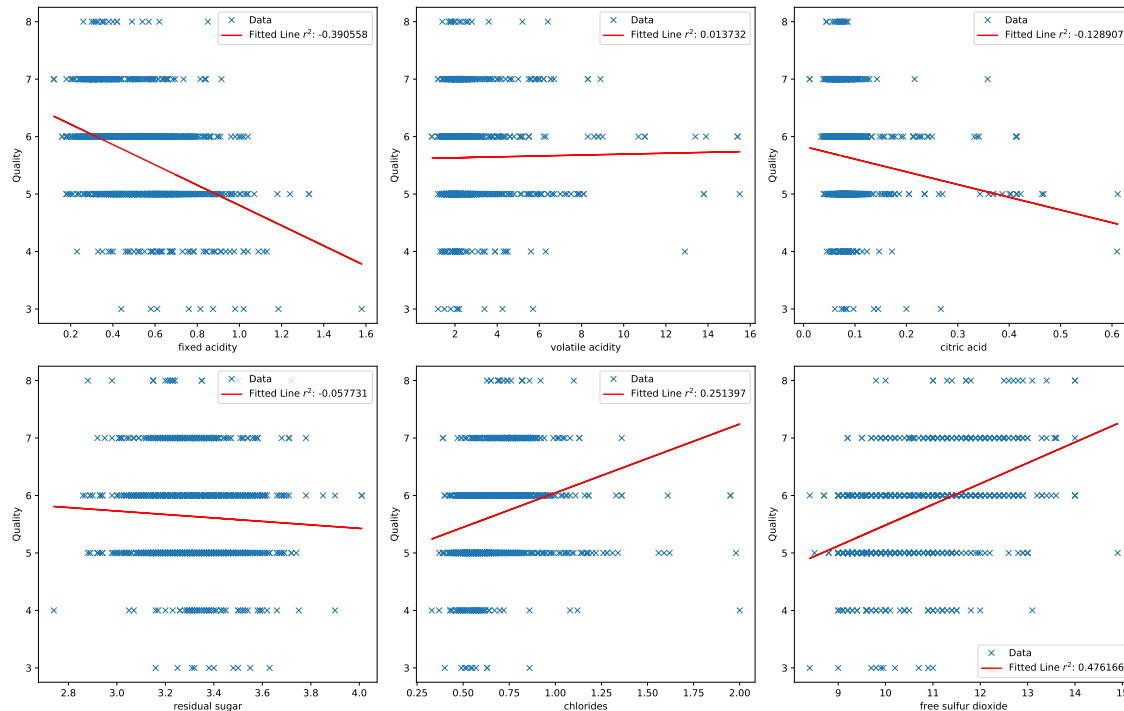 8
7
6
5
4
3
Quality
Data
Fitted Line r²: -0.390558
0.2 0.4 0.6 0.8 1.0 1.2 1.4 1.6
fixed acidity
8
7
6
5
4
3
Quality
Data
Fitted Line r²: 0.013732
2 4 6 8 10 12 14 16
volatile acidity
8
7
6
5
4
3
Quality
Data
Fitted Line r²: -0.128907
0.0 0.1 0.2 0.3 0.4 0.5 0.6
citric acid
8
7
6
5
4
3
Quality
Data
Fitted Line r²: -0.057731
2.8 3.0 3.2 3.4 3.6 3.8 4.0
residual sugar
8
7
6
5
4
3
Quality
Data
Fitted Line r²: 0.251397
0.25 0.50 0.75 1.00 1.25 1.50 1.75 2.00
chlorides
8
7
6
5
4
3
Quality
Data
Fitted Line r²: 0.476166
9 10 11 12 13 14 15
free sulfur dioxide